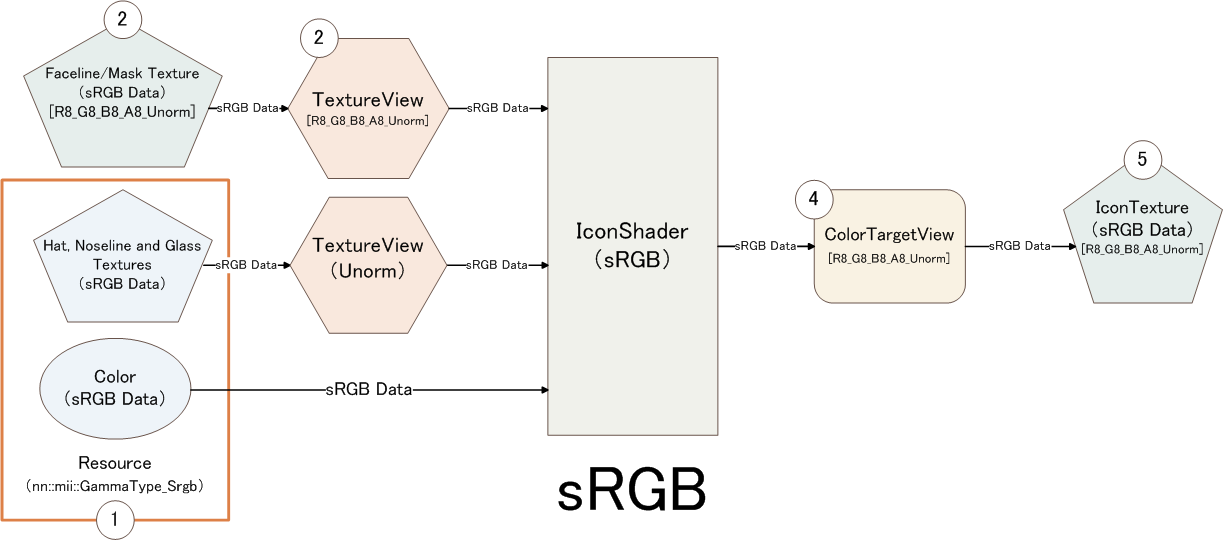 2
Faceline/Mask Texture
(sRGB Data)
[R8_G8_B8_A8_Unorm]
sRGB Data
2
TextureView
[R8_G8_B8_A8_Unorm]
sRGB Data
Hat, Noseline and Glass
Textures
(sRGB Data)
sRGB Data
TextureView
(Unorm)
sRGB Data
Color
(sRGB Data)
sRGB Data
Resource
(nn::mii::GammaType_Srgb)
1
IconShader
(sRGB)
sRGB Data
4
ColorTargetView
[R8_G8_B8_A8_Unorm]
sRGB Data
5
IconTexture
(sRGB Data)
[R8_G8_B8_A8_Unorm]
sRGB